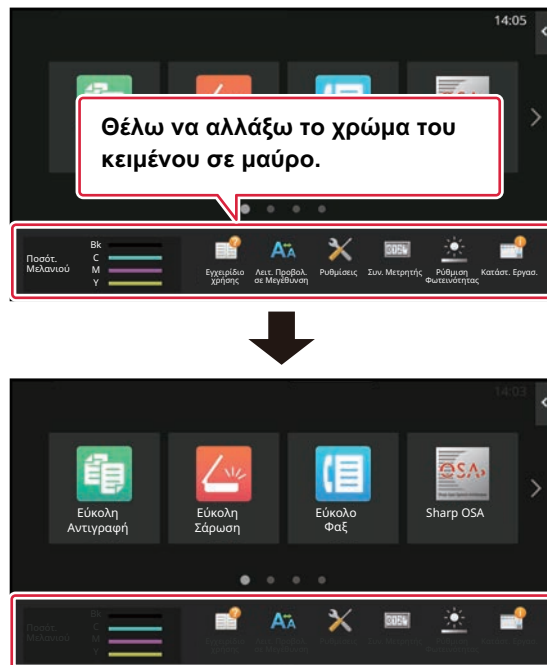 14:05
Θέλω να αλλάξω το χρώμα του
κειμένου σε μαύρο.
Ποσότ.
Μελανιού
Bk
C
M
Y
Εγχειρίδιο
χρήσης
Λειτ. Προβολ.
σε Μεγέθυνση
Ρυθμίσεις
Συν. Μετρητής
Ρύθμιση
Φωτεινότητας
Κατάστ. Εργασ.
14:03
Εύκολη
Αντιγραφή
Εύκολη
Σάρωση
Εύκολο
Φαξ
OSA
Sharp OSA
Ποσότ.
Μελανιού
Bk
C
M
Y